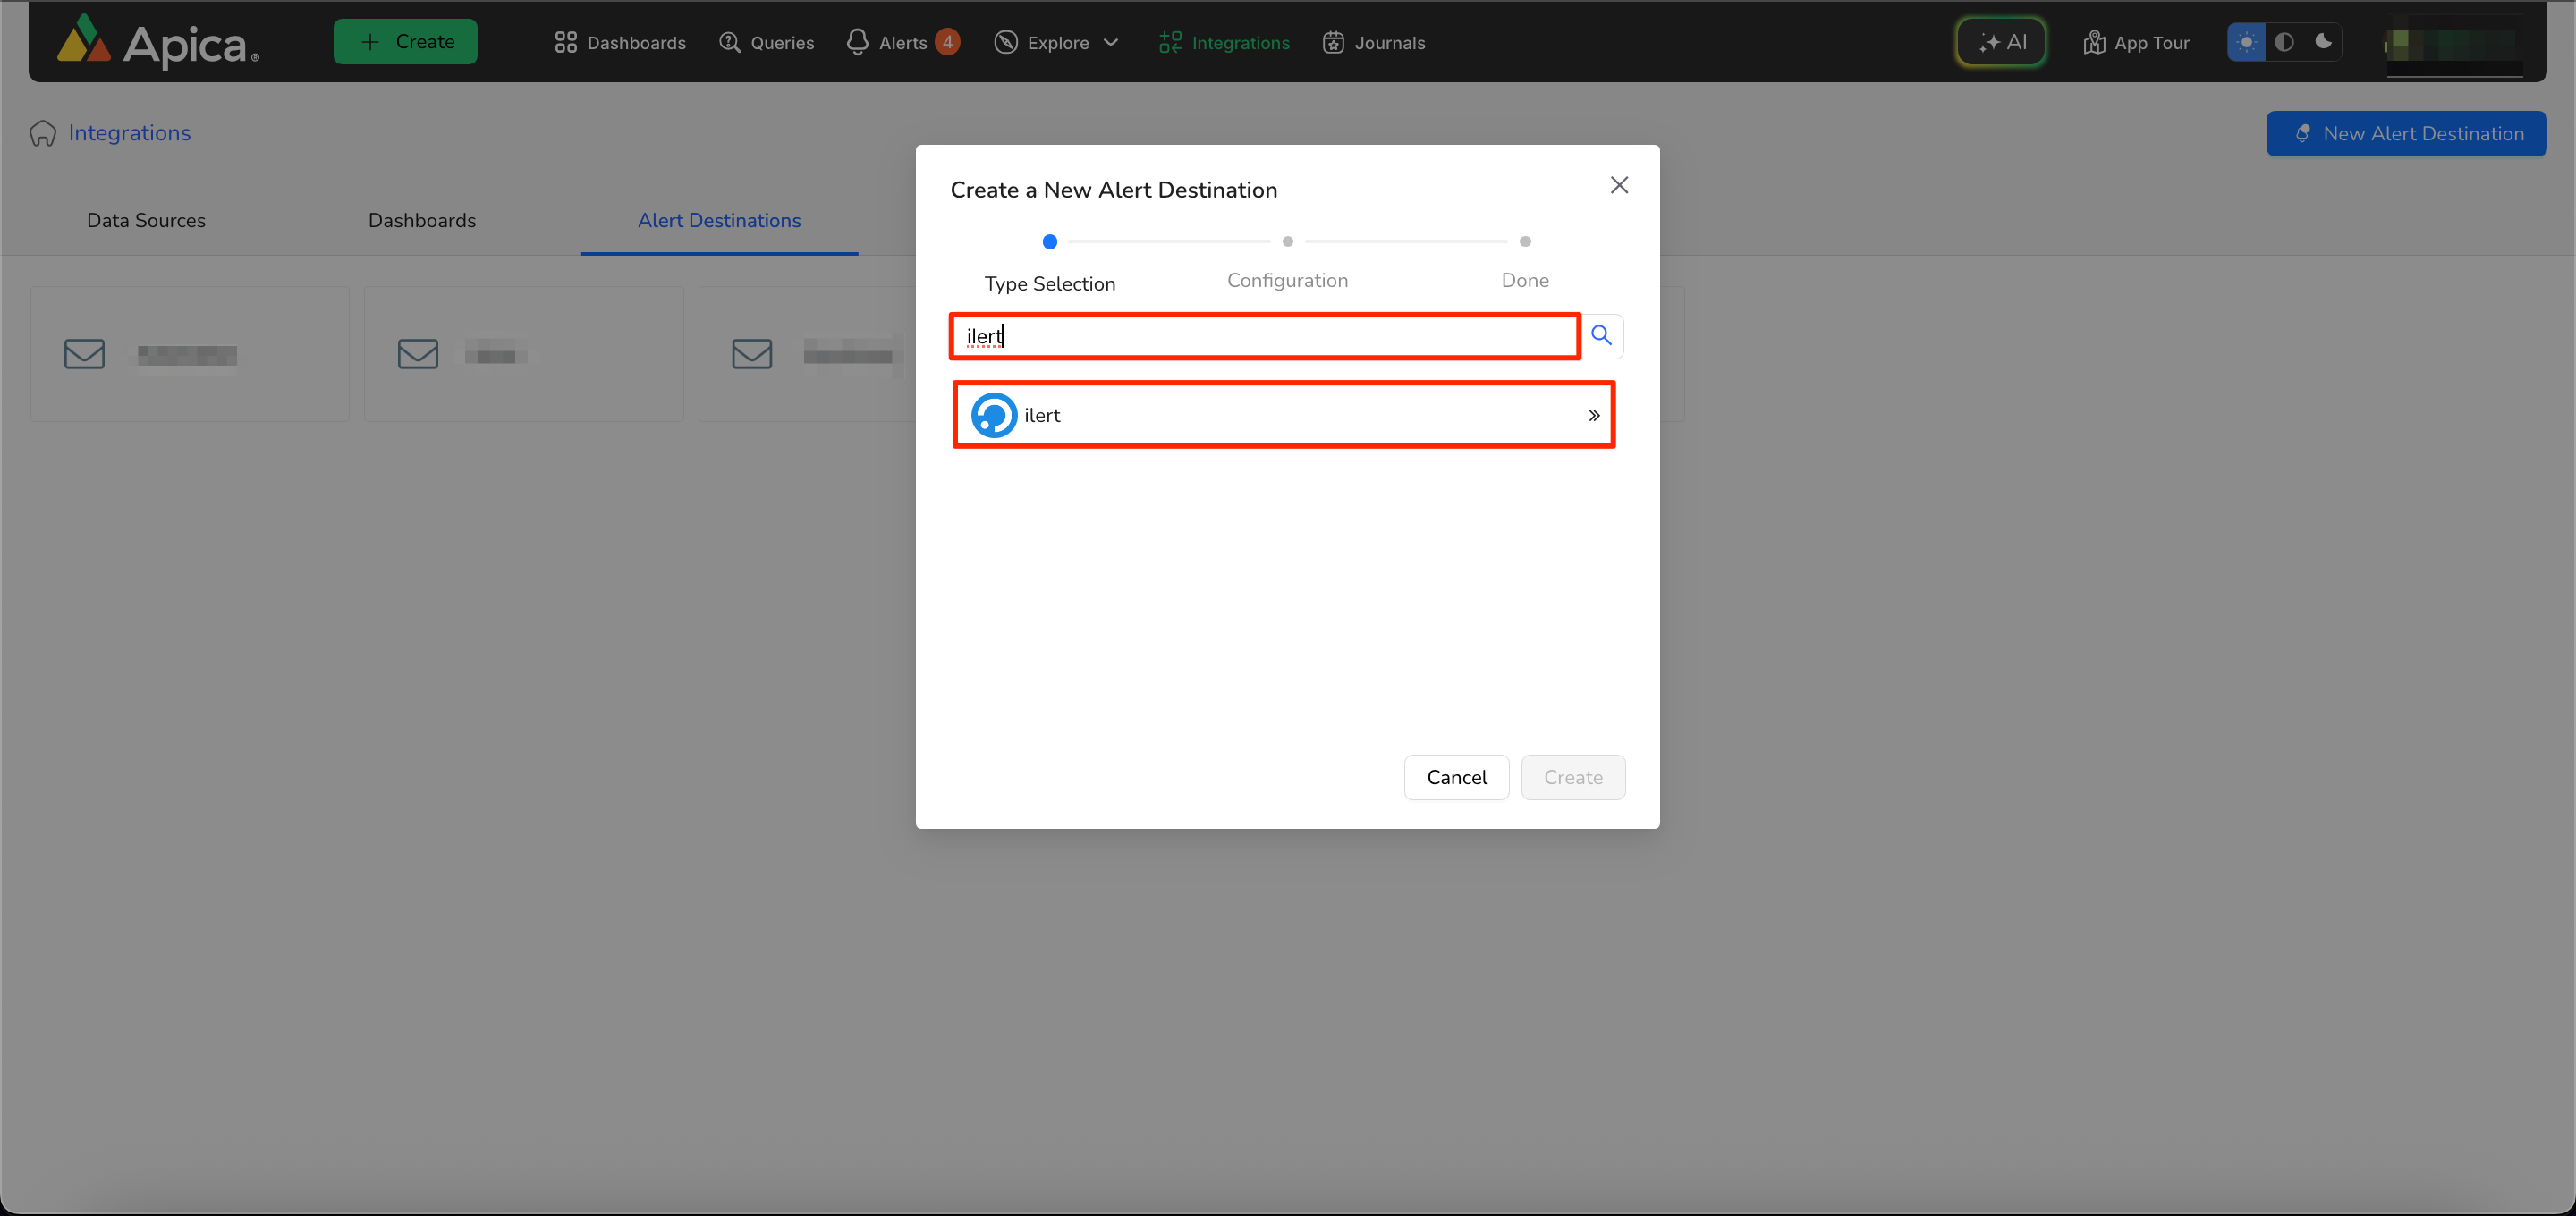 Apica®
+ Create
Dashboards
Queries
Alerts 4
Explore
Integrations
Journals
AI
App Tour
Integrations
New Alert Destination
Data Sources
Dashboards
Alert Destinations
Create a New Alert Destination
Type Selection
Configuration
Done
ilert
ilert
Cancel
Create